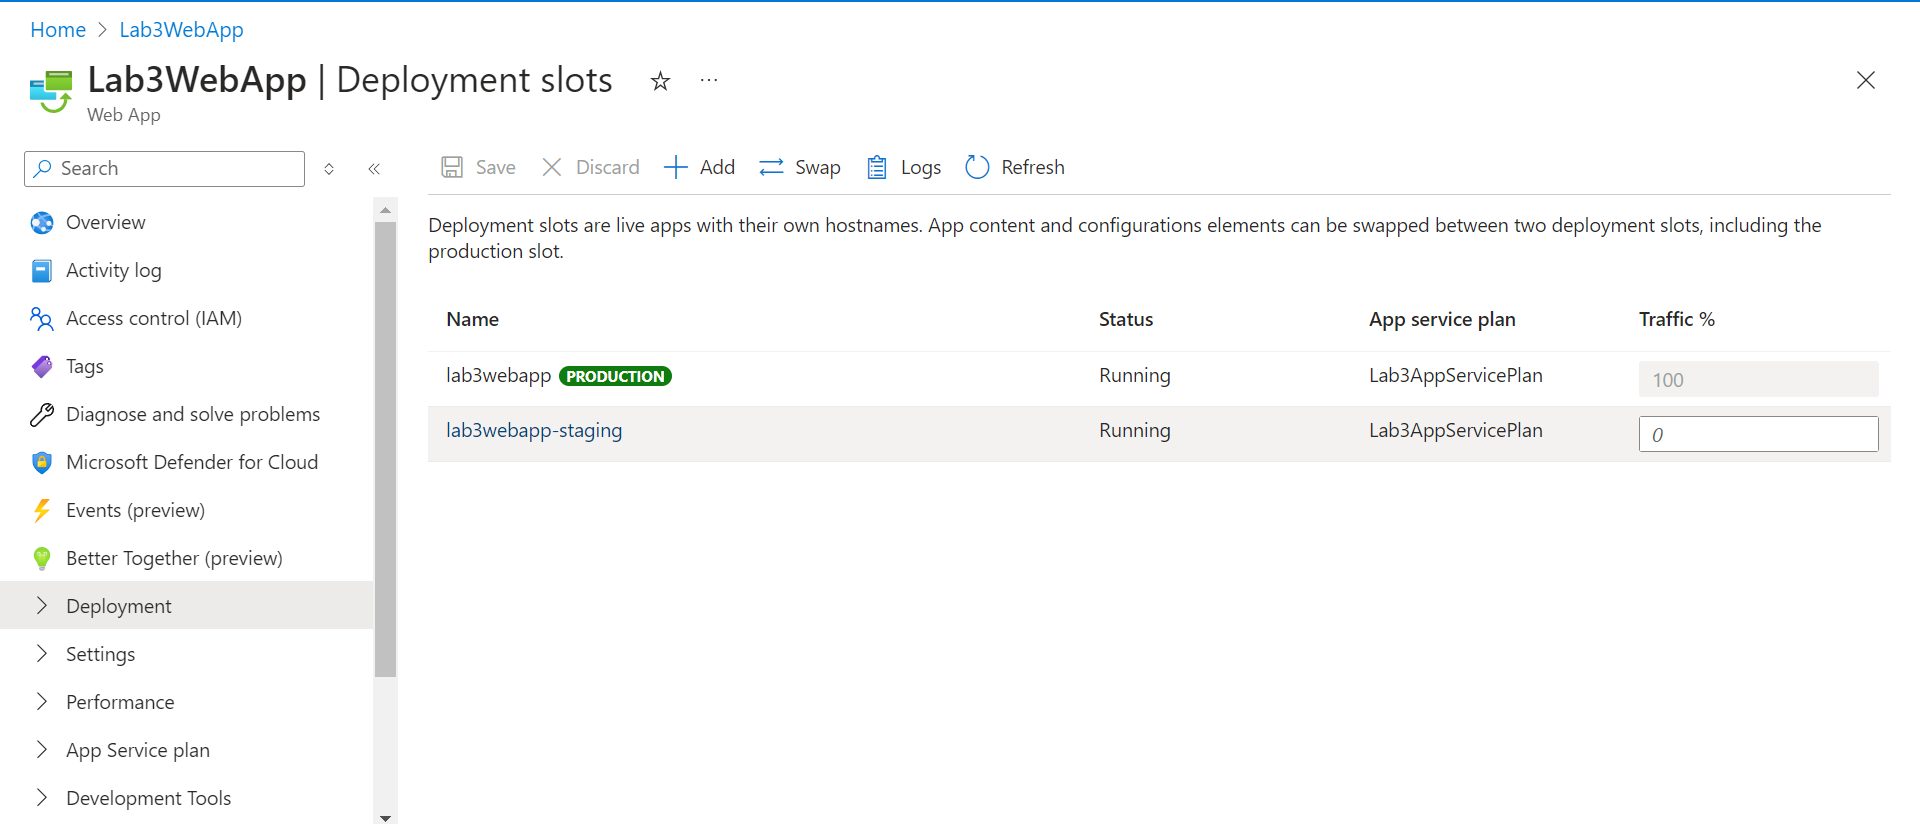 Home > Lab3WebApp
Lab3WebApp | Deployment slots
Web App
Search
Save Discard Add Swap Logs Refresh
Overview
Activity log
Access control (IAM)
Tags
Diagnose and solve problems
Microsoft Defender for Cloud
Events (preview)
Better Together (preview)
Deployment
Settings
Performance
App Service plan
Development Tools
Deployment slots are live apps with their own hostnames. App content and configurations elements can be swapped between two deployment slots, including the
production slot.
Name Status App service plan Traffic %
lab3webapp PRODUCTION Running Lab3AppServicePlan 100
lab3webapp-staging Running Lab3AppServicePlan 0